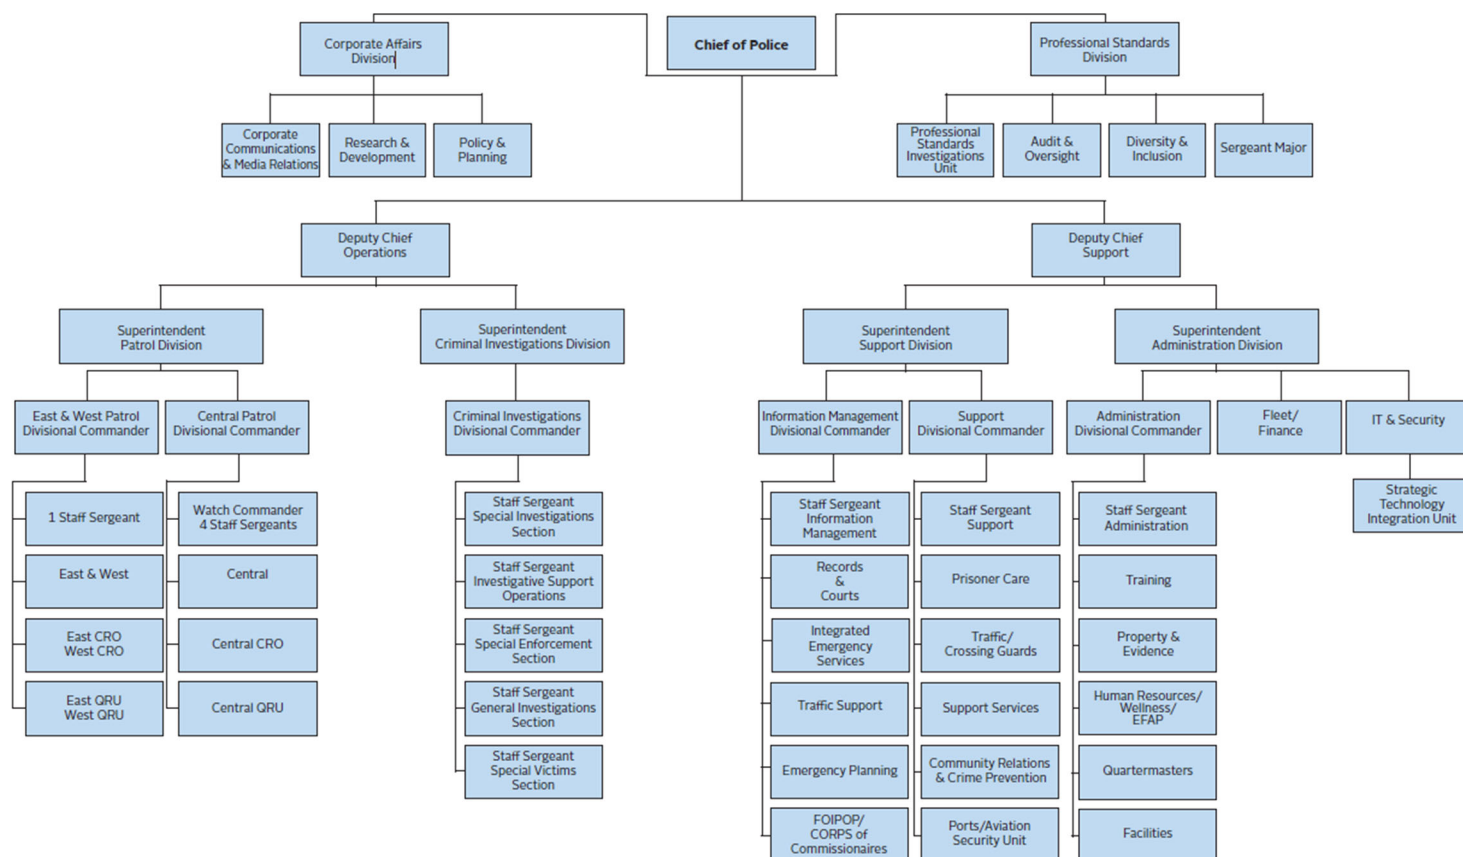 Corporate Affairs
Division
Chief of Police
Professional Standards
Division
Corporate
Communications
& Media Relations
Research &
Development
Policy &
Planning
Professional
Standards
Investigations
Unit
Audit &
Oversight
Diversity &
Inclusion
Sergeant Major
Deputy Chief
Operations
Deputy Chief
Support
Superintendent
Patrol Division
Superintendent
Criminal Investigations Division
Superintendent
Support Division
Superintendent
Administration Division
East & West Patrol
Divisional Commander
Central Patrol
Divisional Commander
Criminal Investigations
Divisional Commander
Information Management
Divisional Commander
Support
Divisional Commander
Administration
Divisional Commander
Fleet/
Finance
IT & Security
1 Staff Sergeant
East & West
East CRO
West CRO
East QRU
West QRU
Watch Commander
4 Staff Sergeants
Central
Central CRO
Central QRU
Staff Sergeant
Special Investigations
Section
Staff Sergeant
Investigative Support
Operations
Staff Sergeant
Special Enforcement
Section
Staff Sergeant
General Investigations
Section
Staff Sergeant
Special Victims
Section
Staff Sergeant
Information
Management
Records
&
Courts
Integrated
Emergency
Services
Traffic Support
Emergency Planning
FOIPOP/
CORPS of
Commissionaires
Staff Sergeant
Support
Prisoner Care
Traffic/
Crossing Guards
Support Services
Community Relations
& Crime Prevention
Ports/Aviation
Security Unit
Staff Sergeant
Administration
Training
Property &
Evidence
Human Resources/
Wellness/
EFAP
Quartermasters
Facilities
Strategic
Technology
Integration Unit